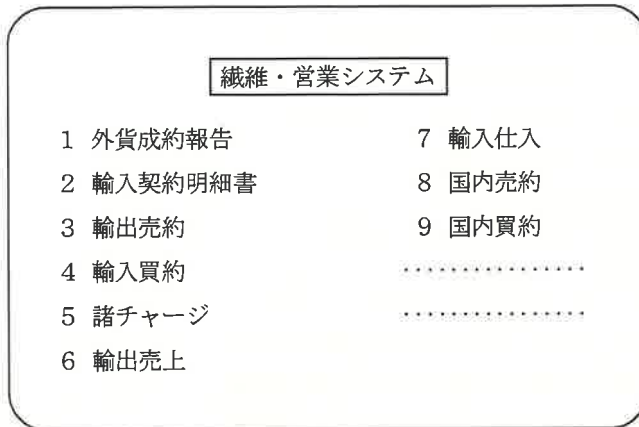 繊維・営業システム
1 外貨成約報告
2 輸入契約明細書
3 輸出売約
4 輸入買約
5 諸チャージ
6 輸出売上
7 輸入仕入
8 国内売約
9 国内買約
················
················